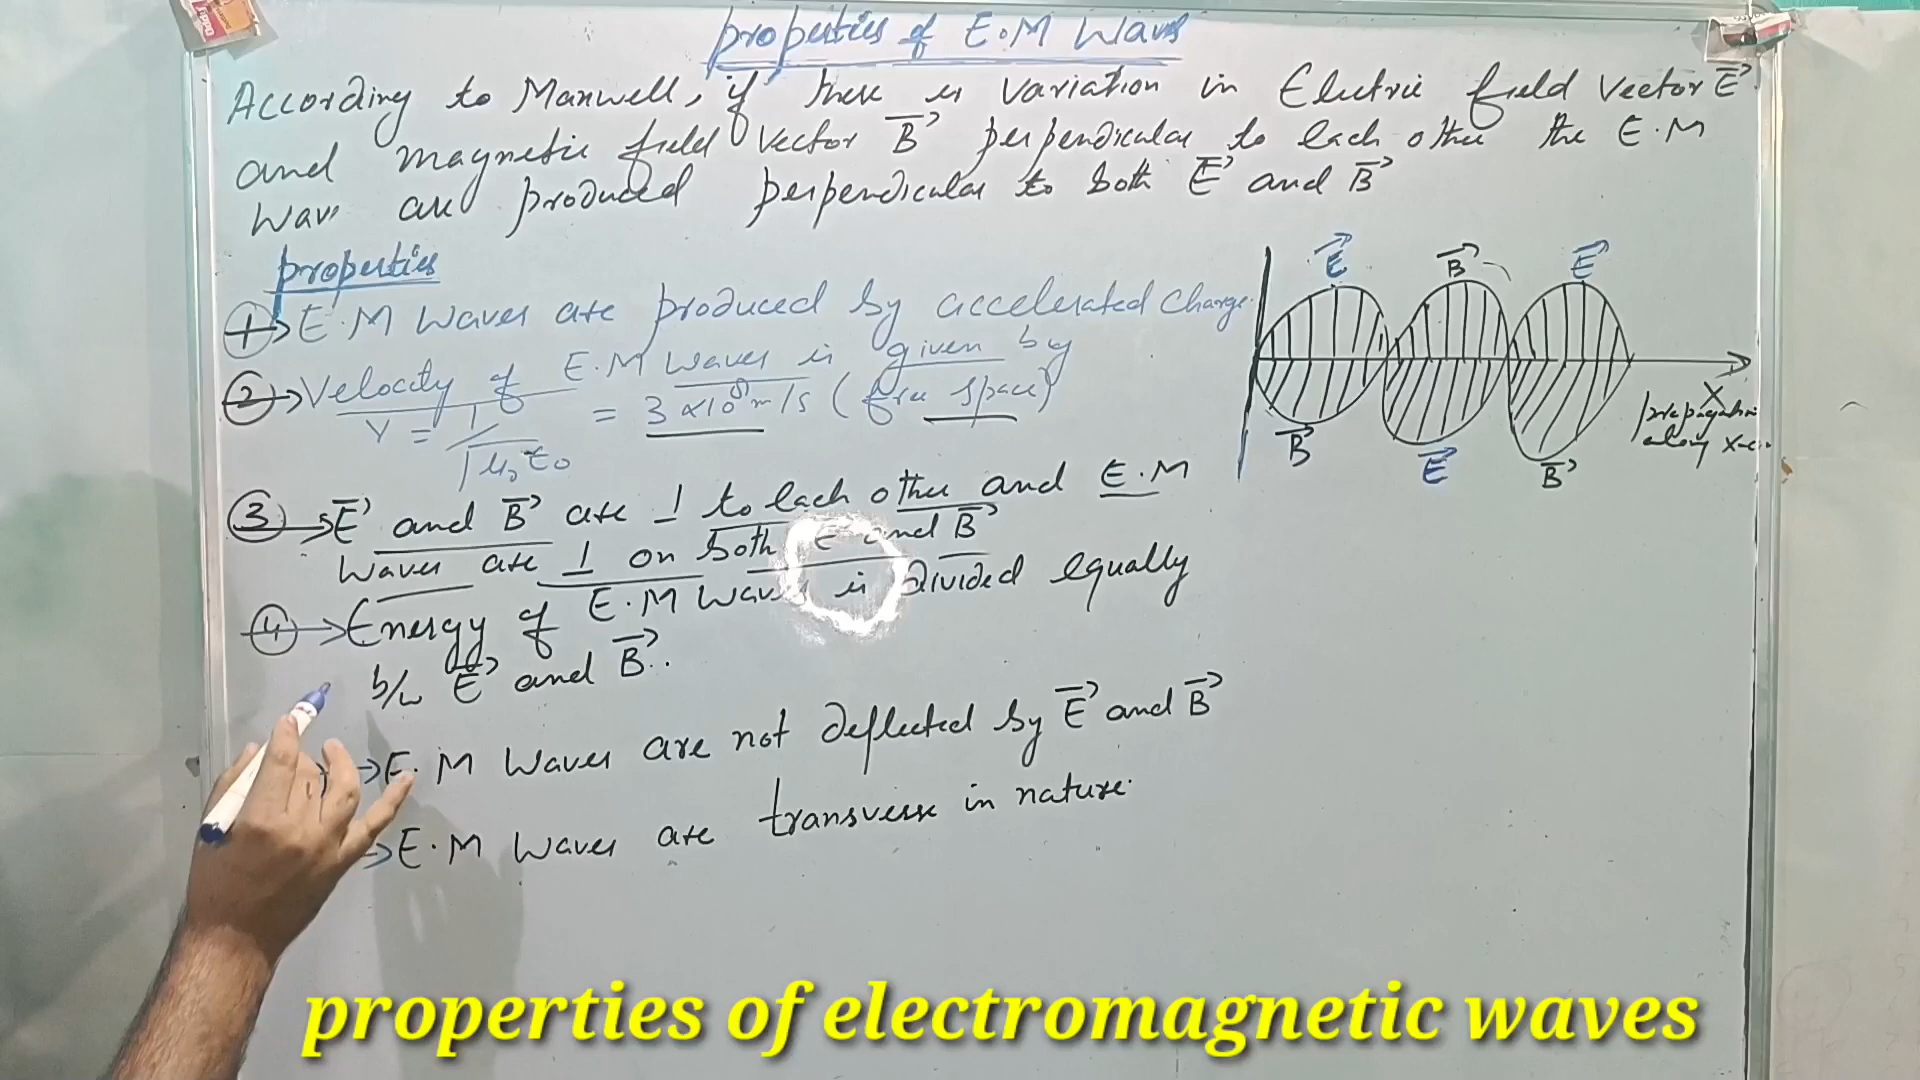 properties of E.M Waves
According to Maxwell, if there is variation in Electric field vector E
and magnetic field vector B perpendicular to each other the E.M
wav are produced perpendicular to both E and B
properties
1 → E.M Waves are produced by accelerated charge.
2 → Velocity of E.M waves is given by
V = 1/√μ₀ε₀ = 3×10⁸ m/s (free space)
3 → E and B are ⊥ to each other and E.M
waves are ⊥ on both E and B
4 → Energy of E.M Waves is divided equally
b/w E and B..
→ E.M Waves are not deflected by E and B
→ E.M Waves are transverse in nature.
E B E
X
propagation
along x-
B E B
properties of electromagnetic waves